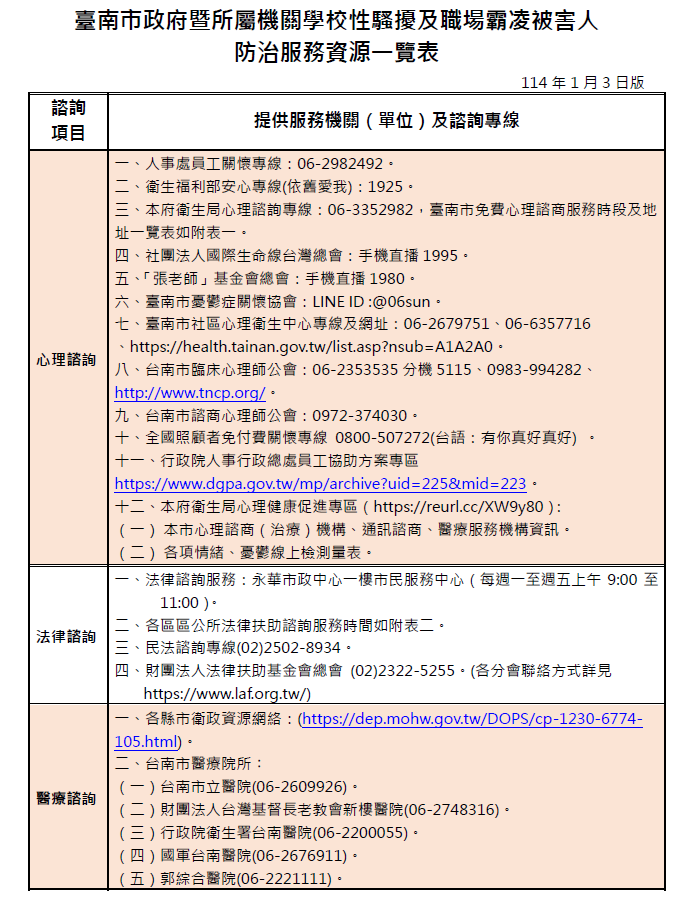 臺南市政府暨所屬機關學校性騷擾及職場霸凌被害人
防治服務資源一覽表
114 年 1 月 3 日版
諮詢
項目
提供服務機關（單位）及諮詢專線
心理諮詢
一、人事處員工關懷專線：06-2982492。
二、衛生福利部安心專線(依舊愛我)：1925。
三、本府衛生局心理諮詢專線：06-3352982，臺南市免費心理諮商服務時段及地
址一覽表如附表一。
四、社團法人國際生命線台灣總會：手機直播 1995。
五、「張老師」基金會總會：手機直播 1980。
六、臺南市憂鬱症關懷協會：LINE ID :@06sun。
七、臺南市社區心理衛生中心專線及網址：06-2679751、06-6357716
、https://health.tainan.gov.tw/list.asp?nsub=A1A2A0。
八、台南市臨床心理師公會：06-2353535 分機 5115、0983-994282、
http://www.tncp.org/。
九、台南市諮商心理師公會：0972-374030。
十、全國照顧者免付費關懷專線 0800-507272(台語：有你真好真好) 。
十一、行政院人事行政總處員工協助方案專區
https://www.dgpa.gov.tw/mp/archive?uid=225&mid=223。
十二、本府衛生局心理健康促進專區（https://reurl.cc/XW9y80）:
（一） 本市心理諮商（治療）機構、通訊諮商、醫療服務機構資訊。
（二） 各項情緒、憂鬱線上檢測量表。
法律諮詢
一、法律諮詢服務：永華市政中心一樓市民服務中心（每週一至週五上午 9:00 至
11:00）。
二、各區區公所法律扶助諮詢服務時間如附表二。
三、民法諮詢專線(02)2502-8934。
四、財團法人法律扶助基金會總會 (02)2322-5255。(各分會聯絡方式詳見
https://www.laf.org.tw/)
醫療諮詢
一、各縣市衛政資源網絡：(https://dep.mohw.gov.tw/DOPS/cp-1230-6774-
105.html)。
二、台南市醫療院所：
（一）台南市立醫院(06-2609926)。
（二）財團法人台灣基督長老教會新樓醫院(06-2748316)。
（三）行政院衛生署台南醫院(06-2200055)。
（四）國軍台南醫院(06-2676911)。
（五）郭綜合醫院(06-2221111)。